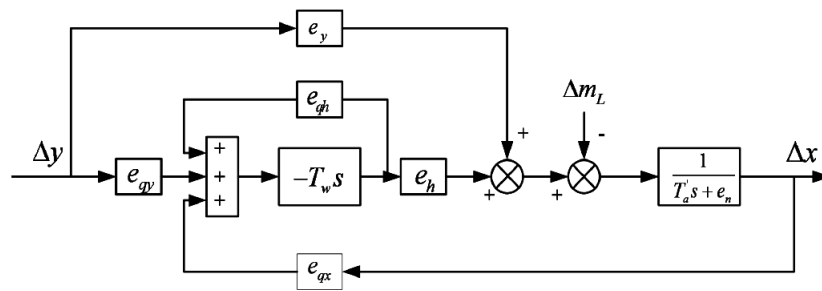 e_y
e_qh
Δm_L
Δy
+
-
Δx
e_qy
+
+
+
−T_w s
e_h
+
+
1
T_a' s + e_n
e_qx